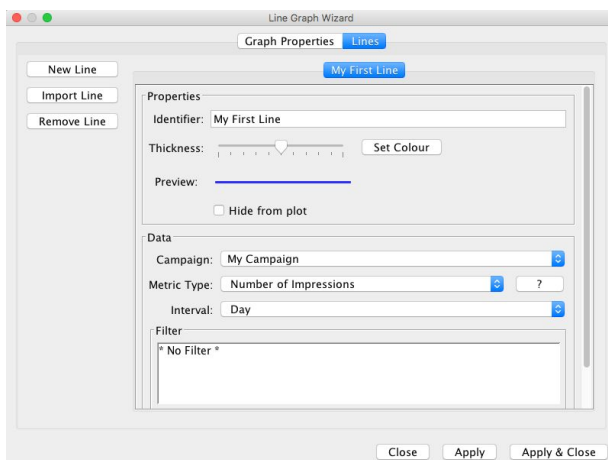 Line Graph Wizard
Graph Properties Lines
New Line
Import Line
Remove Line
My First Line
Properties
Identifier: My First Line
Thickness: Set Colour
Preview:
Hide from plot
Data
Campaign: My Campaign
Metric Type: Number of Impressions ?
Interval: Day
Filter
* No Filter *
Close Apply Apply & Close